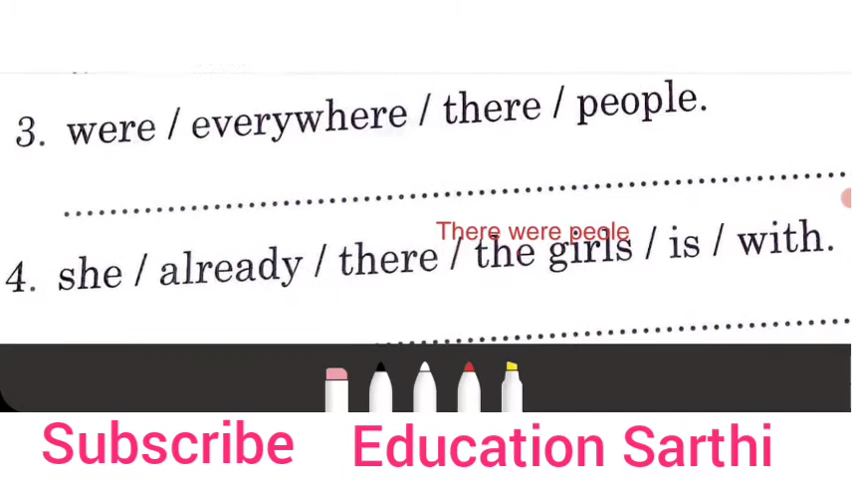 3. were / everywhere / there / people.
There were peole
4. she / already / there / the girls / is / with.
Subscribe Education Sarthi